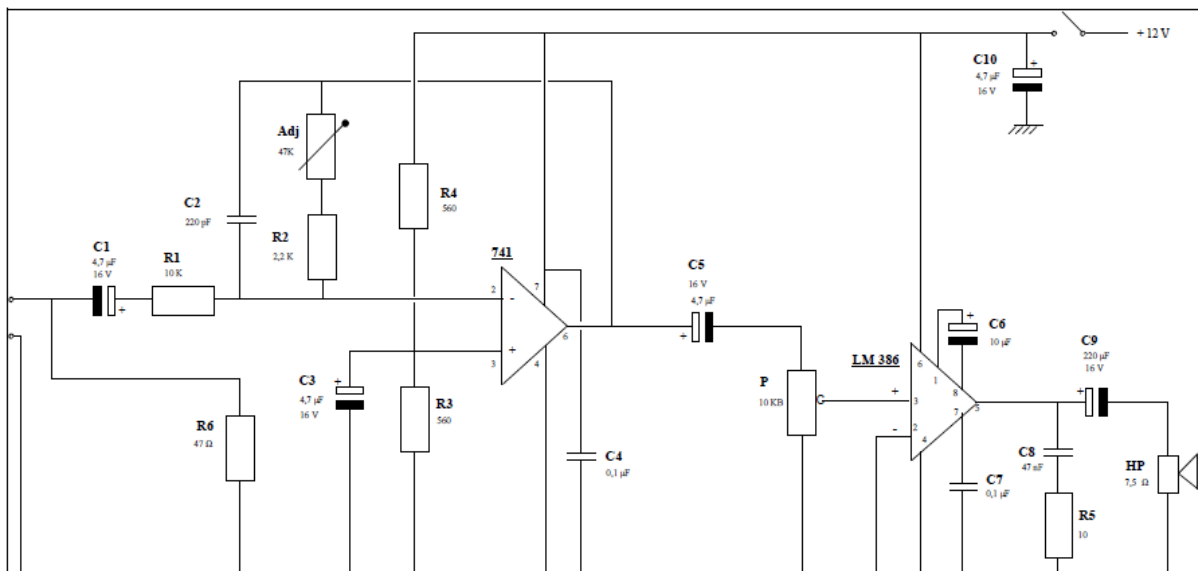 + 12 V
C10
+
4,7 µF
16 V
Adj
47K
R4
560
C2
220 pF
R2
2,2 K
741
C1
4,7 µF
16 V
+
R1
10 K
2
-
7
+
3
4
6
C5
16 V
4,7 µF
+
C3
+
4,7 µF
16 V
R3
560
R6
47 Ω
C4
0,1 µF
P
10 KB
C
LM 386
+
-
6
1
3
2
4
8
7
5
+
C6
10 µF
C9
220 µF
16 V
+
C7
0,1 µF
C8
47 nF
R5
10
HP
7,5 Ω